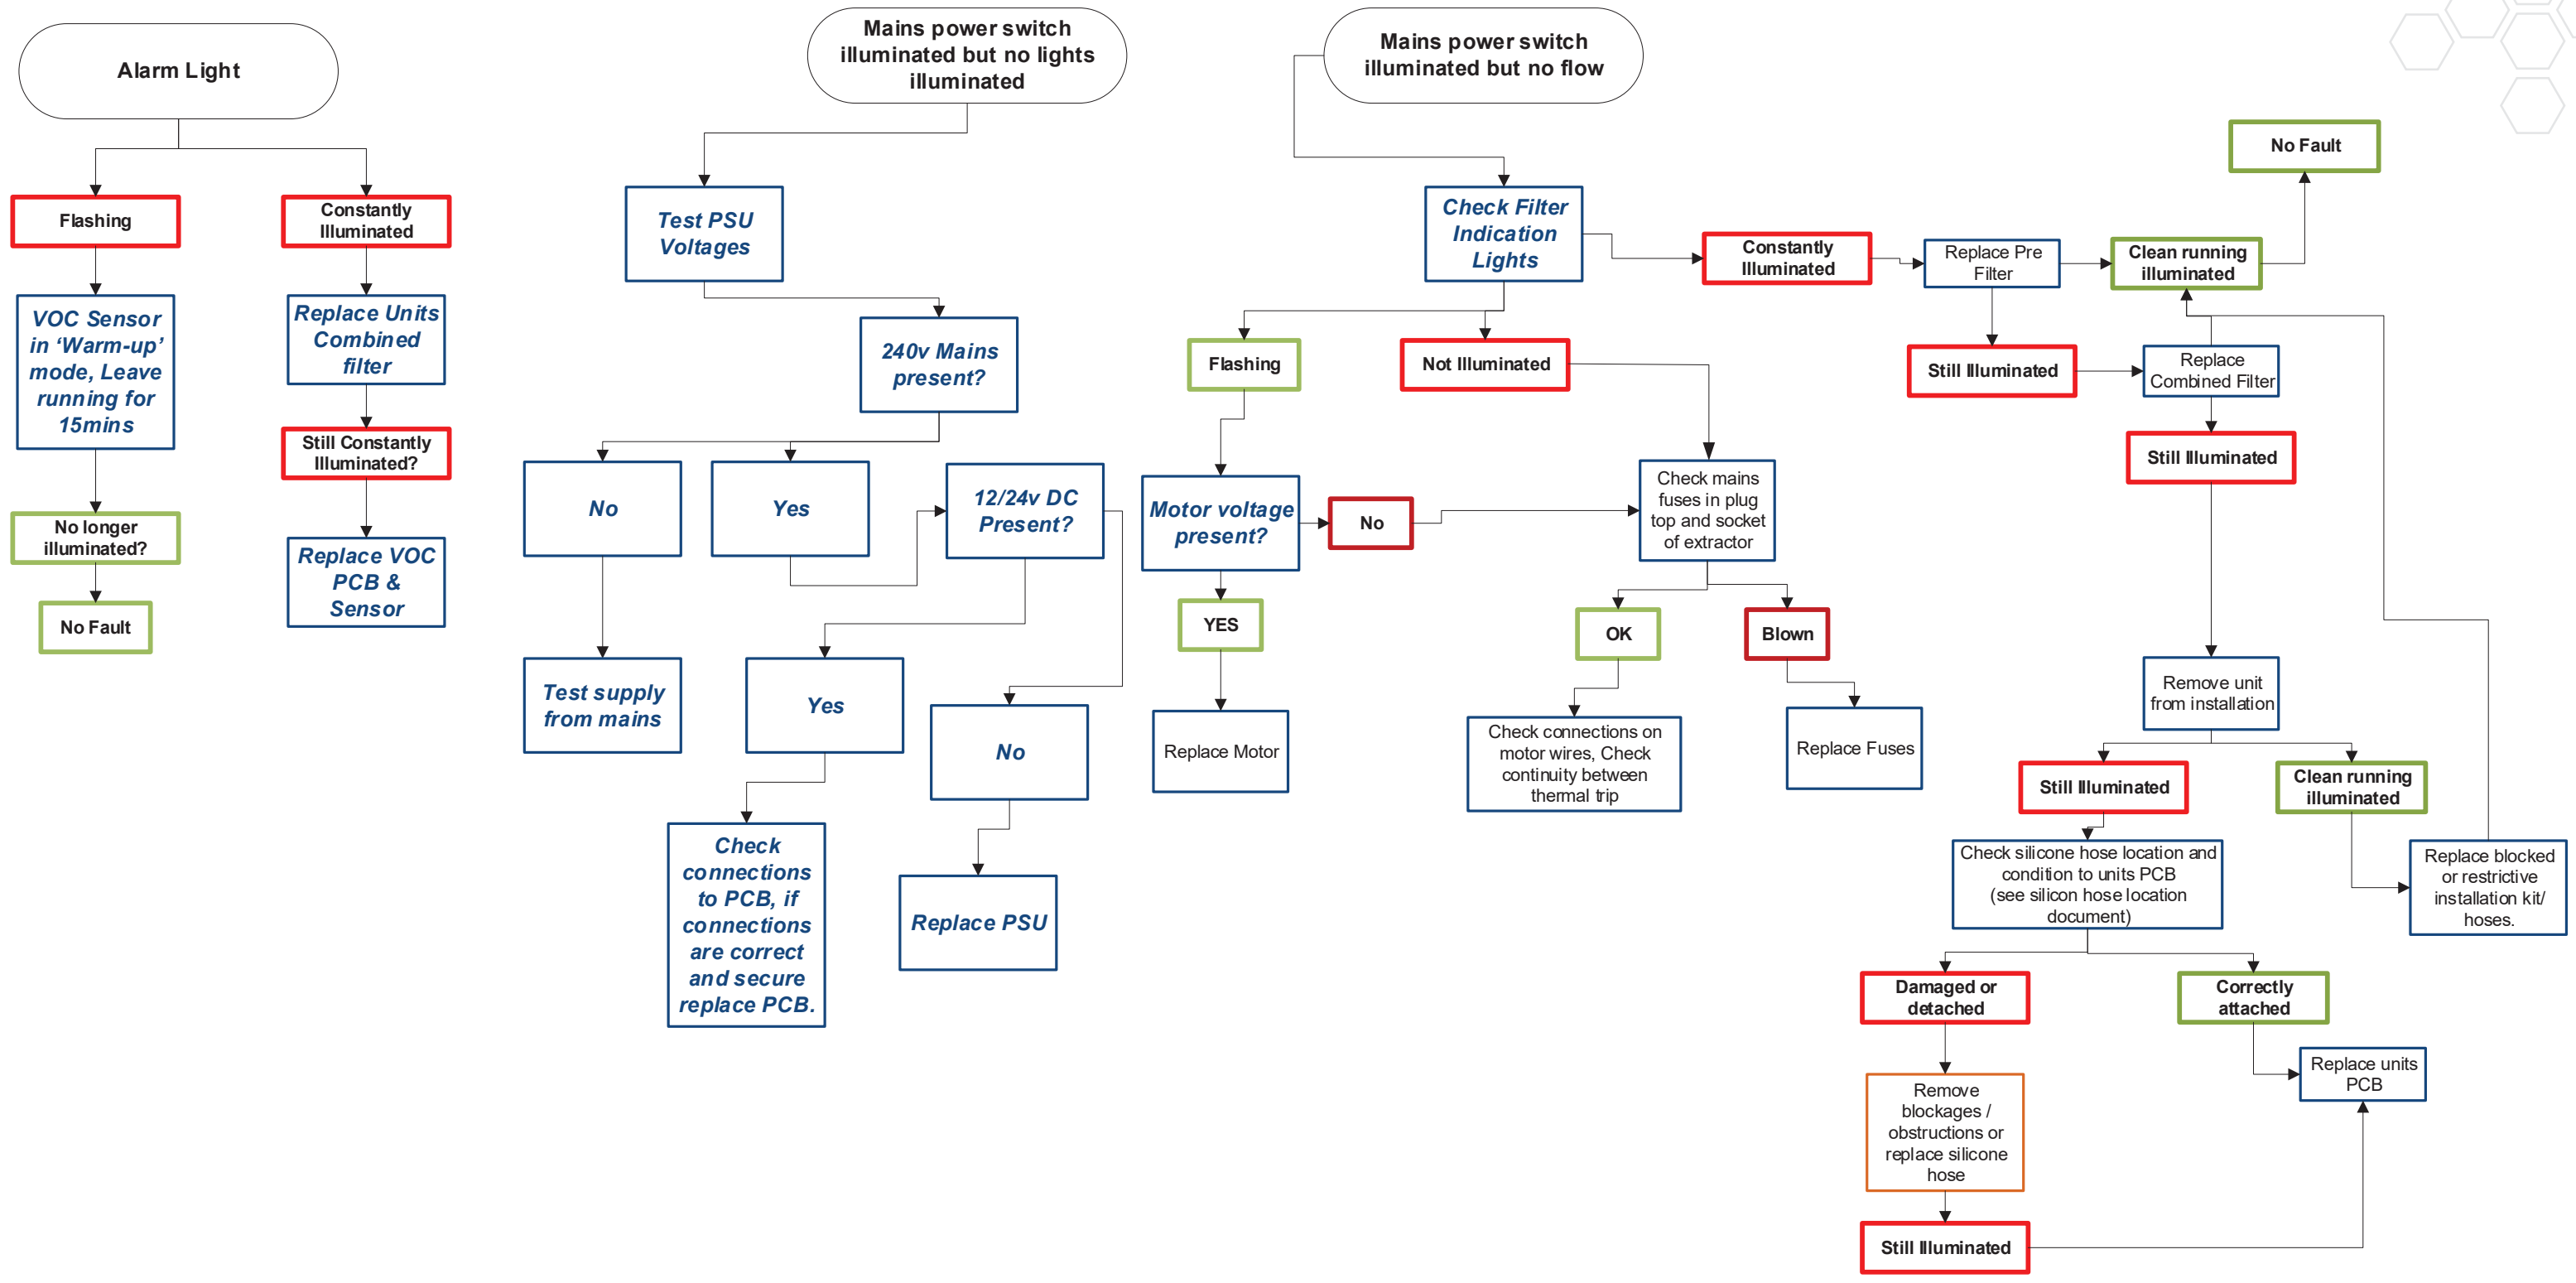 Alarm Light
Flashing
VOC Sensor
in ‘Warm-up’
mode, Leave
running for
15mins
No longer
illuminated?
No Fault
Constantly
Illuminated
Replace Units
Combined
filter
Still Constantly
Illuminated?
Replace VOC
PCB &
Sensor
Mains power switch
illuminated but no lights
illuminated
Test PSU
Voltages
240v Mains
present?
No
Test supply
from mains
Yes
12/24v DC
Present?
Yes
Check
connections
to PCB, if
connections
are correct
and secure
replace PCB.
No
Replace PSU
Mains power switch
illuminated but no flow
Check Filter
Indication
Lights
Flashing
Motor voltage
present?
No
YES
Replace Motor
Not Illuminated
Check mains
fuses in plug
top and socket
of extractor
OK
Check connections on
motor wires, Check
continuity between
thermal trip
Blown
Replace Fuses
Constantly
Illuminated
Replace Pre
Filter
Clean running
illuminated
No Fault
Still Illuminated
Replace
Combined Filter
Still Illuminated
Remove unit
from installation
Still Illuminated
Clean running
illuminated
Check silicone hose location and
condition to units PCB
(see silicon hose location
document)
Replace blocked
or restrictive
installation kit/
hoses.
Damaged or
detached
Correctly
attached
Replace units
PCB
Remove
blockages /
obstructions or
replace silicone
hose
Still Illuminated